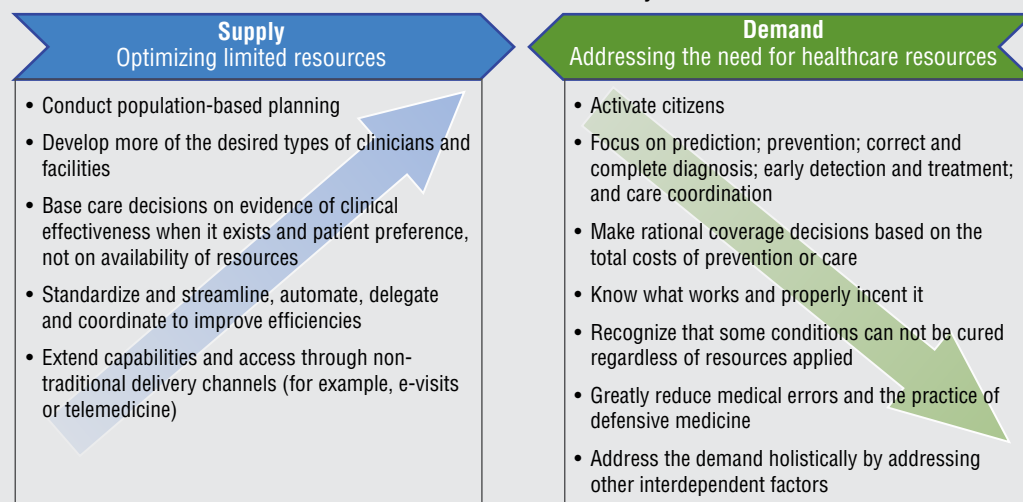 Supply
Optimizing limited resources
• Conduct population-based planning
• Develop more of the desired types of clinicians and
facilities
• Base care decisions on evidence of clinical
effectiveness when it exists and patient preference,
not on availability of resources
• Standardize and streamline, automate, delegate
and coordinate to improve efficiencies
• Extend capabilities and access through non-
traditional delivery channels (for example, e-visits
or telemedicine)
Demand
Addressing the need for healthcare resources
• Activate citizens
• Focus on prediction; prevention; correct and
complete diagnosis; early detection and treatment;
and care coordination
• Make rational coverage decisions based on the
total costs of prevention or care
• Know what works and properly incent it
• Recognize that some conditions can not be cured
regardless of resources applied
• Greatly reduce medical errors and the practice of
defensive medicine
• Address the demand holistically by addressing
other interdependent factors